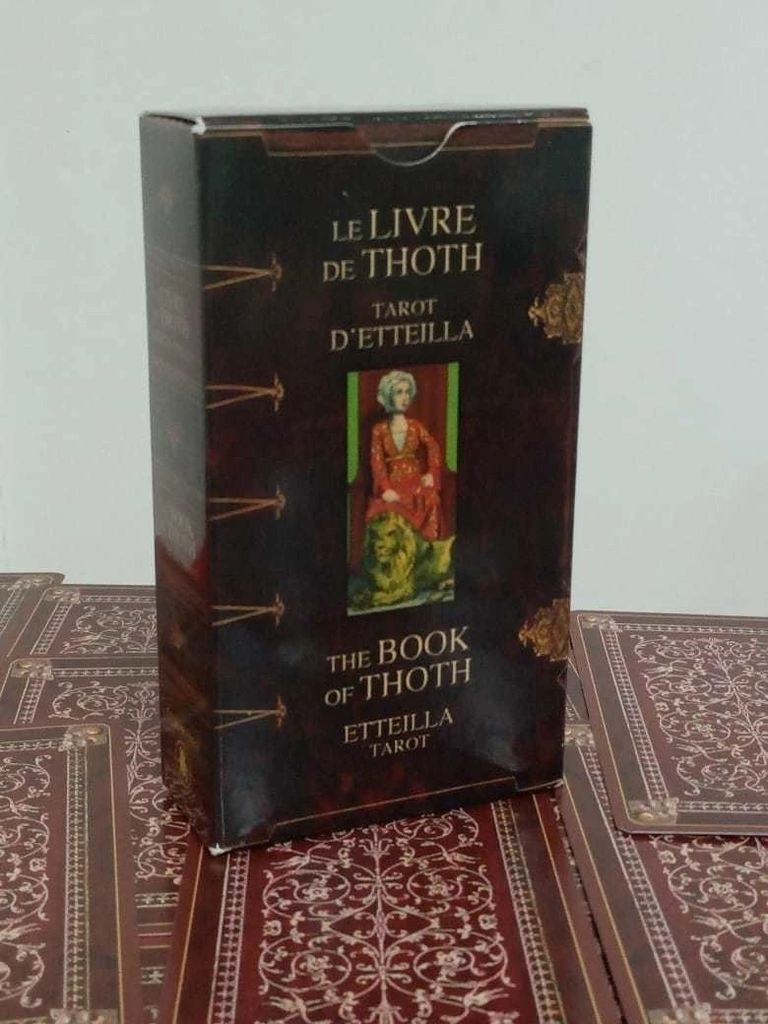 LE LIVRE
DE THOTH
TAROT
D'ETTEILLA
THE BOOK
OF THOTH
ETTEILLA
TAROT